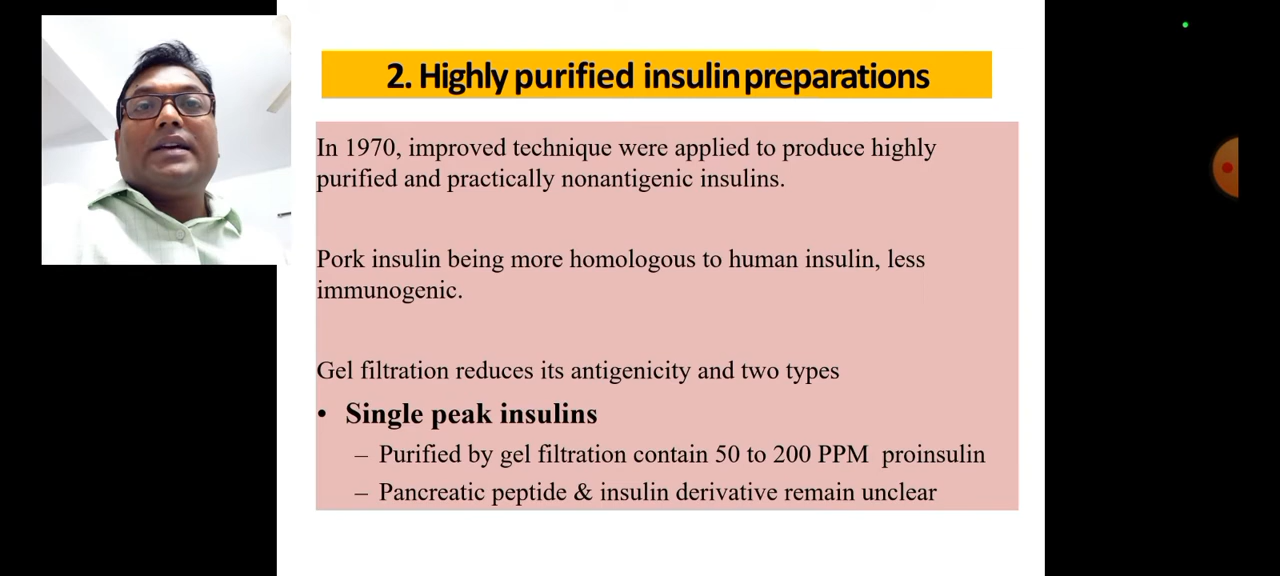 2. Highly purified insulin preparations
In 1970, improved technique were applied to produce highly
purified and practically nonantigenic insulins.
Pork insulin being more homologous to human insulin, less
immunogenic.
Gel filtration reduces its antigenicity and two types
• Single peak insulins
– Purified by gel filtration contain 50 to 200 PPM proinsulin
– Pancreatic peptide & insulin derivative remain unclear